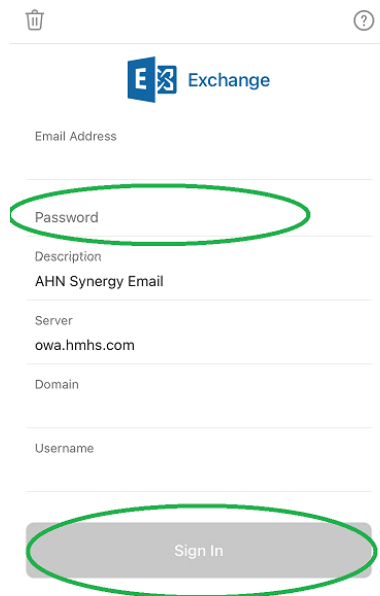 ?
E Exchange
Email Address
Password
Description
AHN Synergy Email
Server
owa.hmhs.com
Domain
Username
Sign In